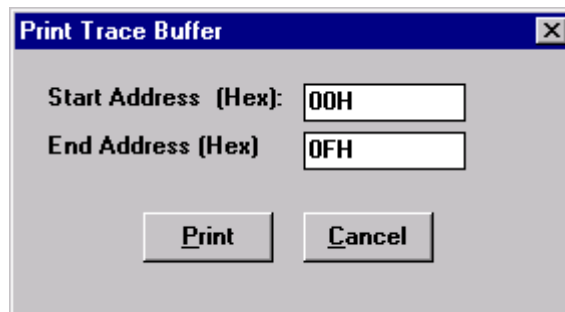 Print Trace Buffer
Start Address (Hex): 00H
End Address (Hex) 0FH
Print Cancel